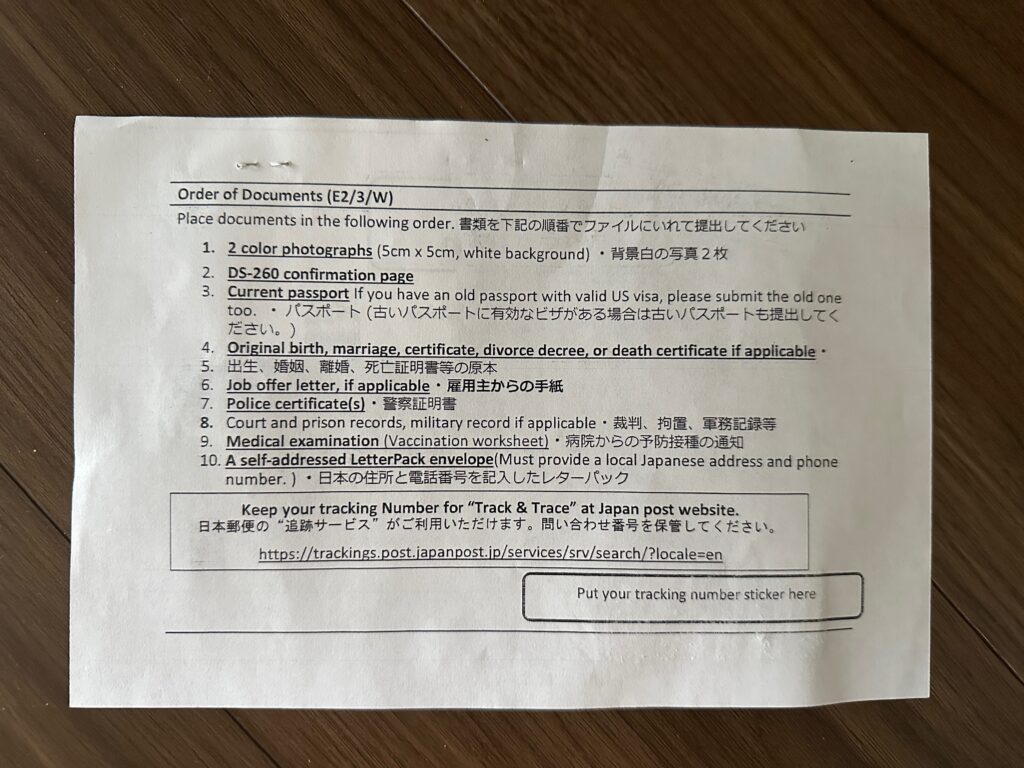 Order of Documents (E2/3/W)
Place documents in the following order. 書類を下記の順番でファイルにいれて提出してください
1. 2 color photographs (5cm x 5cm, white background) ・背景白の写真２枚
2. DS-260 confirmation page
3. Current passport If you have an old passport with valid US visa, please submit the old one
too. ・ パスポート (古いパスポートに有効なビザがある場合は古いパスポートも提出してく
ださい。)
4. Original birth, marriage, certificate, divorce decree, or death certificate if applicable・
5. 出生、婚姻、離婚、死亡証明書等の原本
6. Job offer letter, if applicable・雇用主からの手紙
7. Police certificate(s)・警察証明書
8. Court and prison records, military record if applicable・裁判、拘置、軍務記録等
9. Medical examination (Vaccination worksheet)・病院からの予防接種の通知
10. A self-addressed LetterPack envelope(Must provide a local Japanese address and phone
number. )・日本の住所と電話番号を記入したレターパック
Keep your tracking Number for "Track & Trace" at Japan post website.
日本郵便の“追跡サービス”がご利用いただけます。問い合わせ番号を保管してください。
https://trackings.post.japanpost.jp/services/srv/search/?locale=en
Put your tracking number sticker here